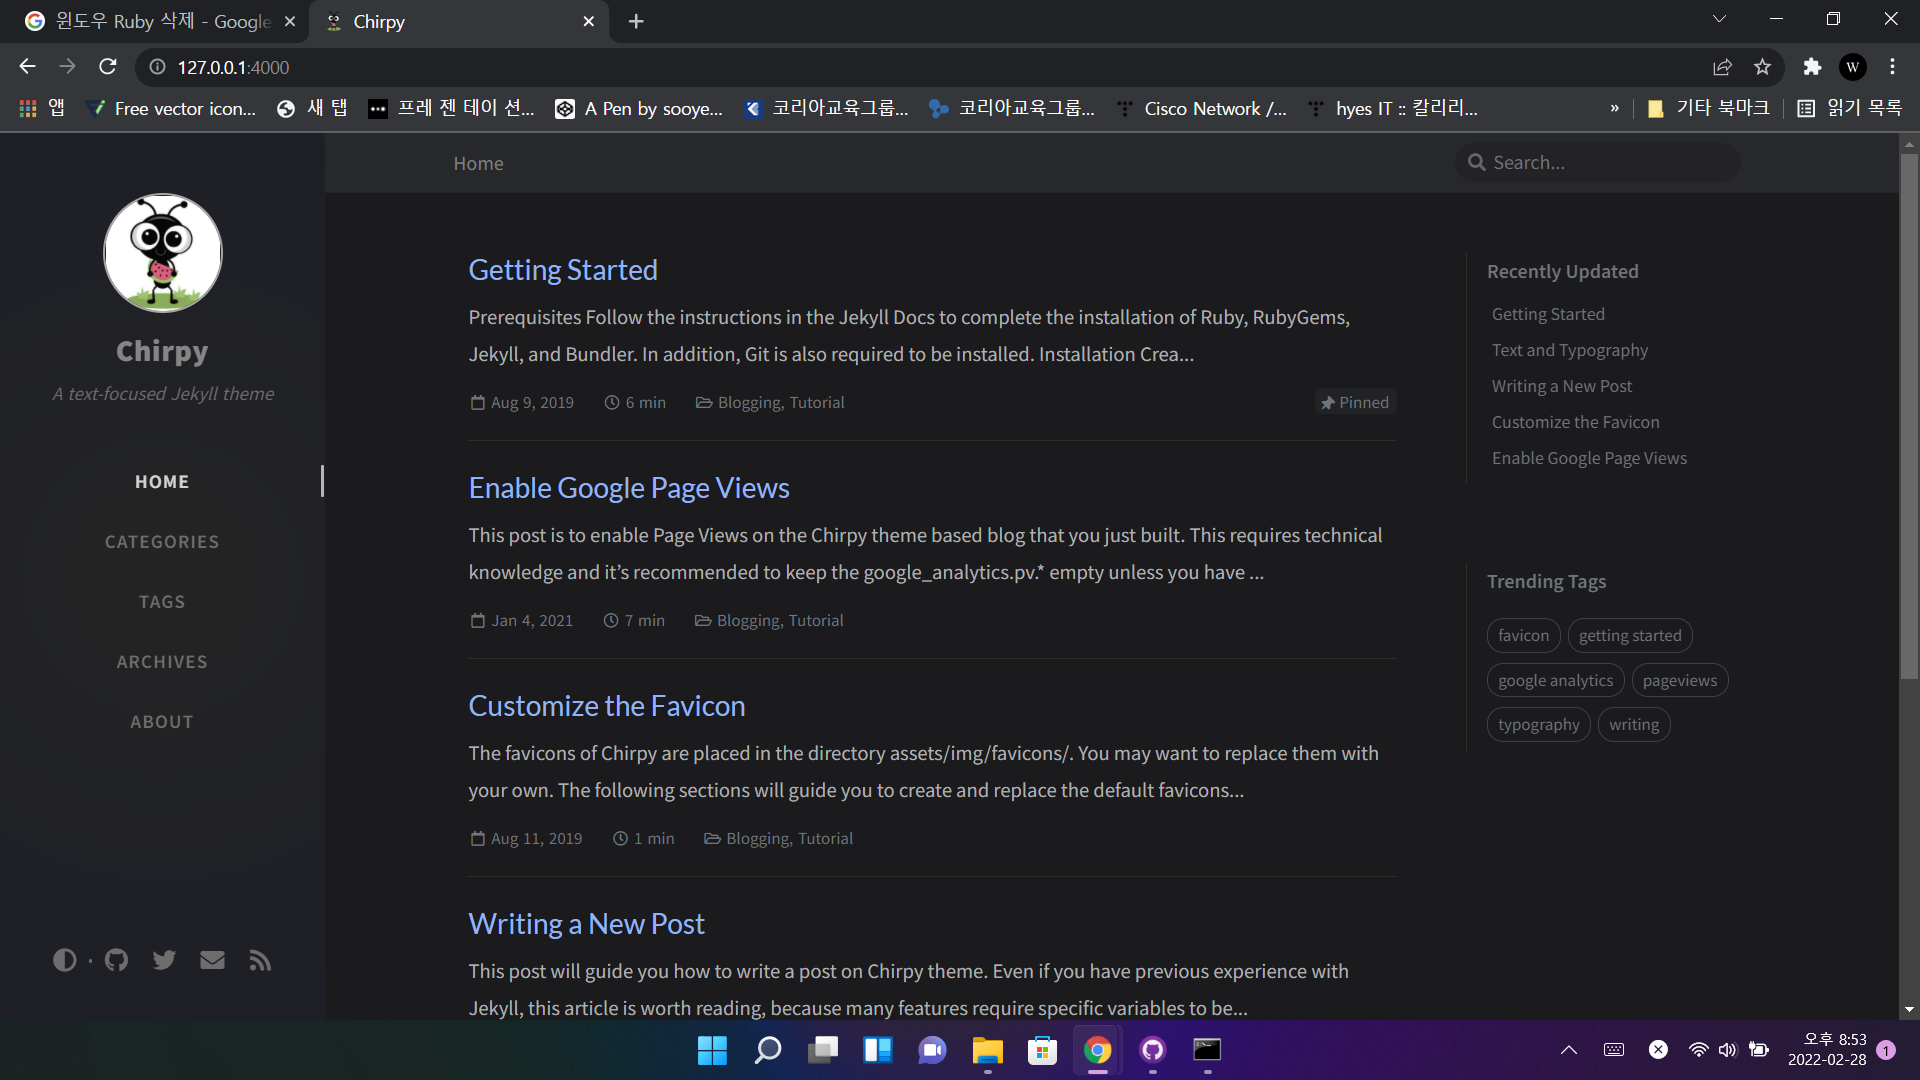 윈도우 Ruby 삭제 - Google
Chirpy
127.0.0.1:4000
W
앱
Free vector icon...
새 탭
프레 젠 테이 션...
A Pen by sooye...
코리아교육그룹...
코리아교육그룹...
Cisco Network /...
hyes IT :: 칼리리...
»
기타 북마크
읽기 목록
Home
Search...
Chirpy
A text-focused Jekyll theme
HOME
CATEGORIES
TAGS
ARCHIVES
ABOUT
Getting Started
Prerequisites Follow the instructions in the Jekyll Docs to complete the installation of Ruby, RubyGems,
Jekyll, and Bundler. In addition, Git is also required to be installed. Installation Crea...
Aug 9, 2019 6 min Blogging, Tutorial Pinned
Enable Google Page Views
This post is to enable Page Views on the Chirpy theme based blog that you just built. This requires technical
knowledge and it’s recommended to keep the google_analytics.pv.* empty unless you have ...
Jan 4, 2021 7 min Blogging, Tutorial
Customize the Favicon
The favicons of Chirpy are placed in the directory assets/img/favicons/. You may want to replace them with
your own. The following sections will guide you to create and replace the default favicons...
Aug 11, 2019 1 min Blogging, Tutorial
Writing a New Post
This post will guide you how to write a post on Chirpy theme. Even if you have previous experience with
Jekyll, this article is worth reading, because many features require specific variables to be...
Recently Updated
Getting Started
Text and Typography
Writing a New Post
Customize the Favicon
Enable Google Page Views
Trending Tags
favicon getting started
google analytics pageviews
typography writing
오후 8:53
2022-02-28
1